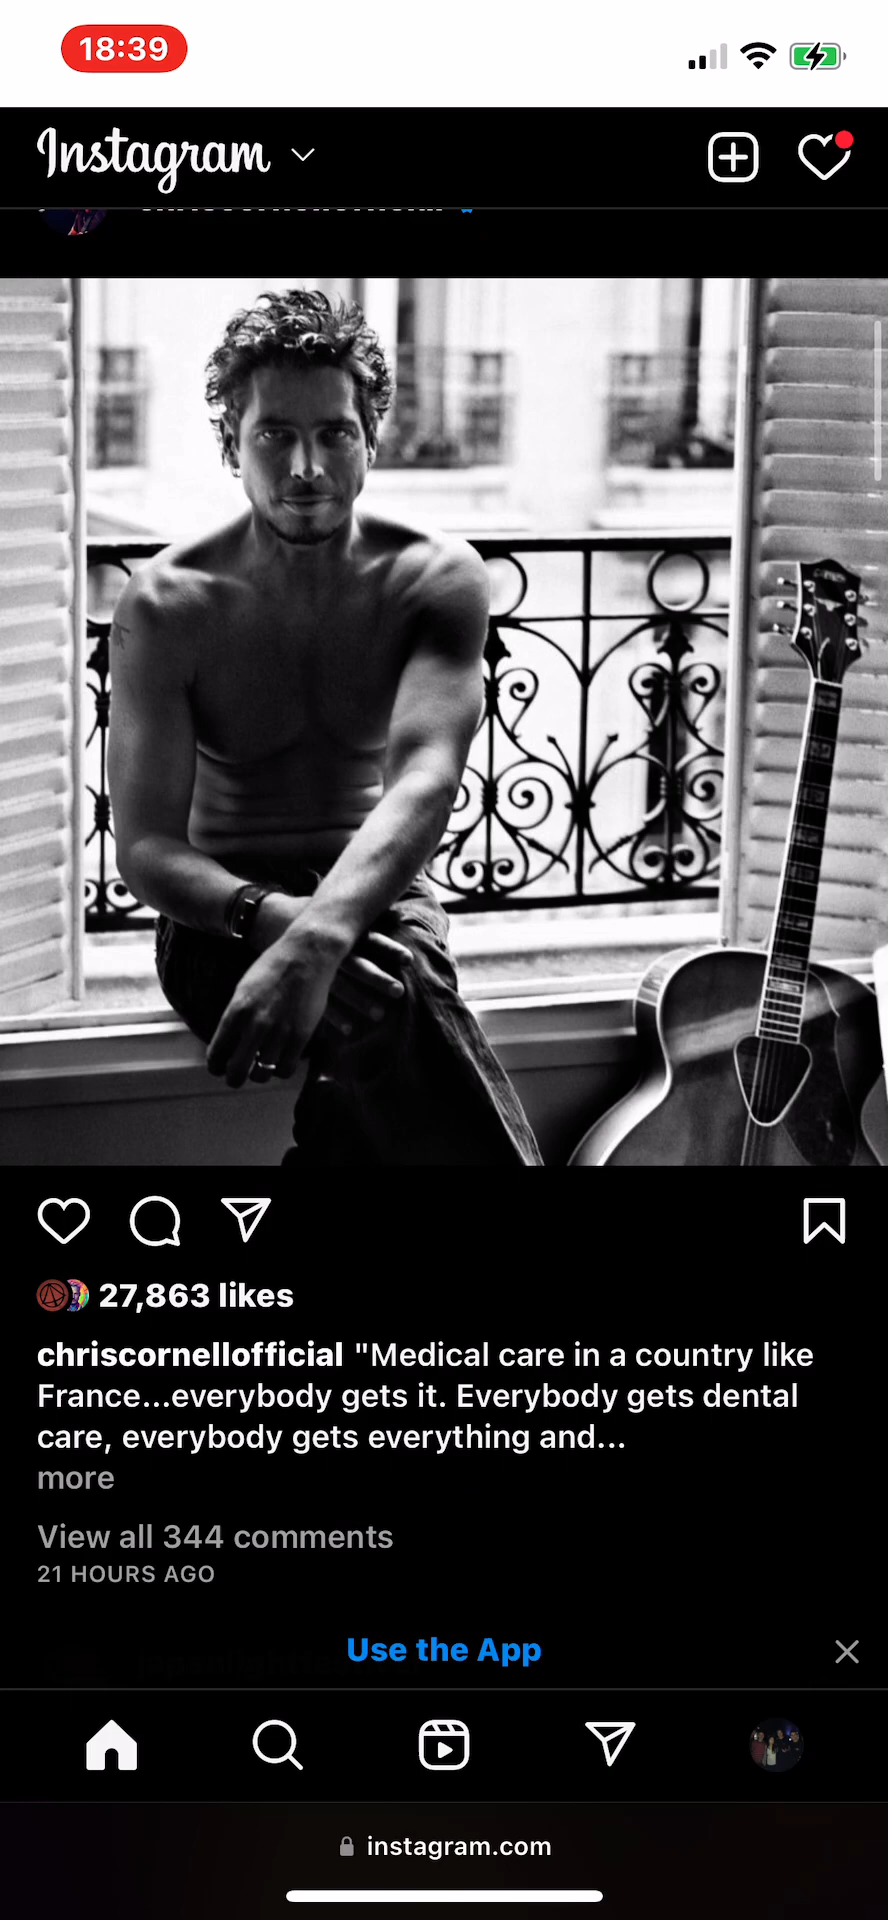 18:39
Instagram
27,863 likes
chriscornellofficial "Medical care in a country like
France...everybody gets it. Everybody gets dental
care, everybody gets everything and...
more
View all 344 comments
21 HOURS AGO
Use the App
instagram.com